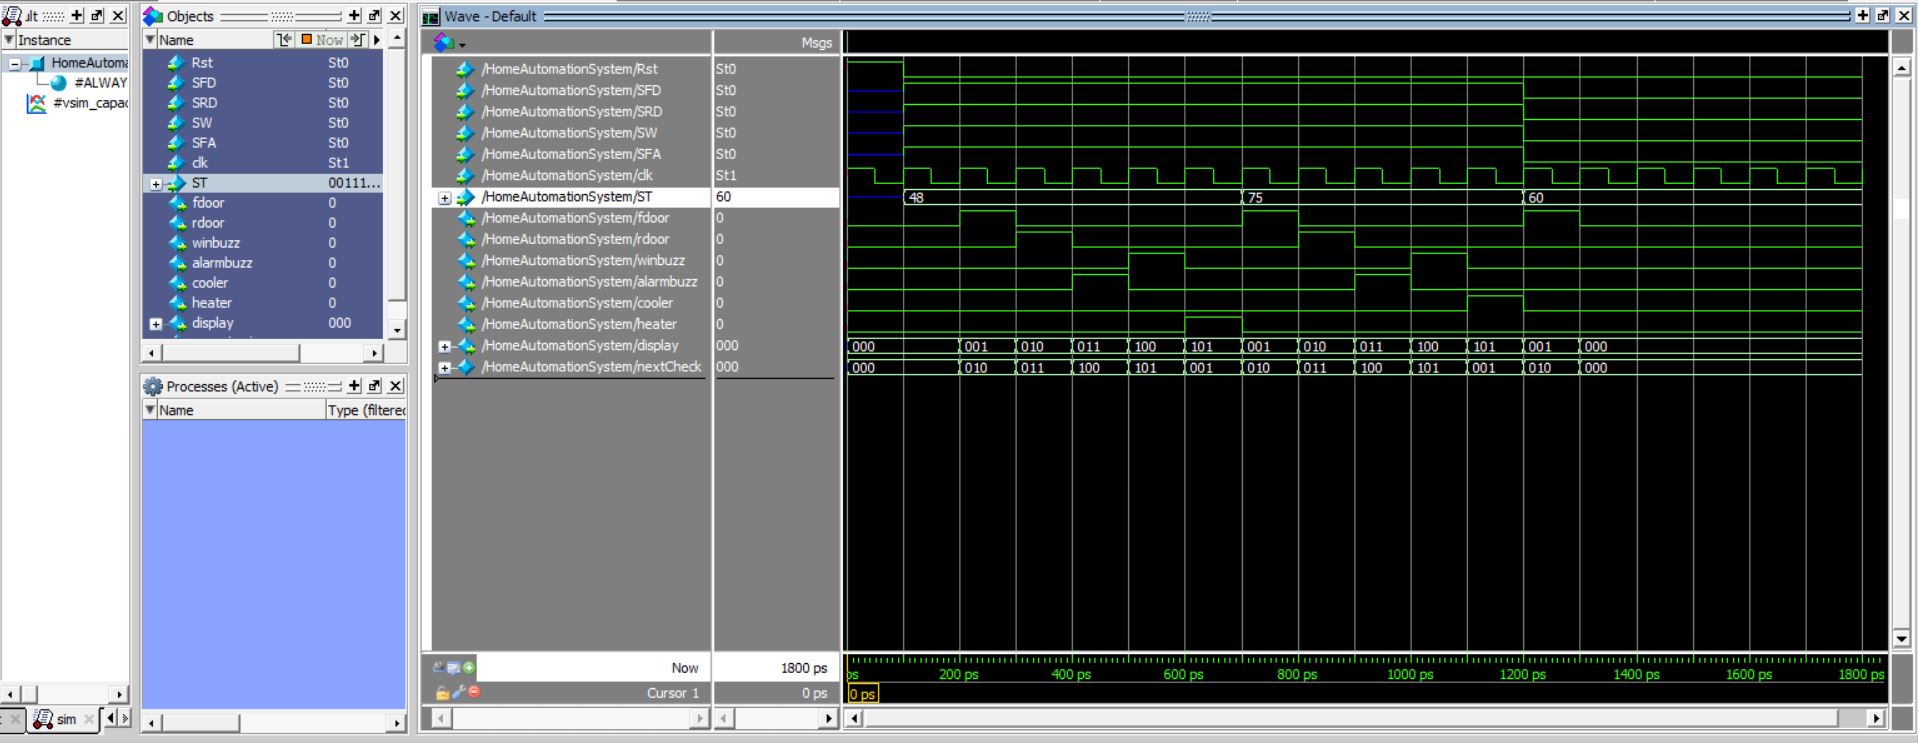 ult
Instance
HomeAutoma
#ALWAY
#vsim_capac
sim
Objects
Name
Now
Rst St0
SFD St0
SRD St0
SW St0
SFA St0
clk St1
ST 00111...
fdoor 0
rdoor 0
winbuzz 0
alarmbuzz 0
cooler 0
heater 0
display 000
Processes (Active)
Name Type (filtered
Wave - Default
Msgs
/HomeAutomationSystem/Rst St0
/HomeAutomationSystem/SFD St0
/HomeAutomationSystem/SRD St0
/HomeAutomationSystem/SW St0
/HomeAutomationSystem/SFA St0
/HomeAutomationSystem/clk St1
/HomeAutomationSystem/ST 60 48 75 60
/HomeAutomationSystem/fdoor 0
/HomeAutomationSystem/rdoor 0
/HomeAutomationSystem/winbuzz 0
/HomeAutomationSystem/alarmbuzz 0
/HomeAutomationSystem/cooler 0
/HomeAutomationSystem/heater 0
/HomeAutomationSystem/display 000 000 001 010 011 100 101 001 010 011 100 101 001 000
/HomeAutomationSystem/nextCheck 000 000 010 011 100 101 001 010 011 100 101 001 010 000
Now 1800 ps ps 200 ps 400 ps 600 ps 800 ps 1000 ps 1200 ps 1400 ps 1600 ps 1800 ps
Cursor 1 0 ps 0 ps